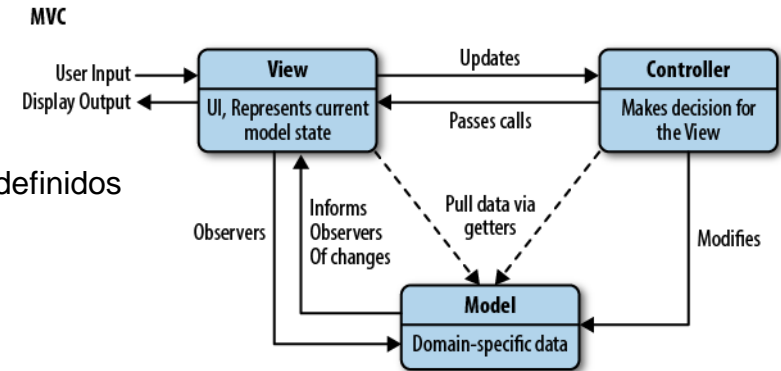 MVC
User Input
Display Output
View
UI, Represents current
model state
Updates
Passes calls
Controller
Makes decision for
the View
definidos
Observers
Informs
Observers
Of changes
Pull data via
getters
Modifies
Model
Domain-specific data